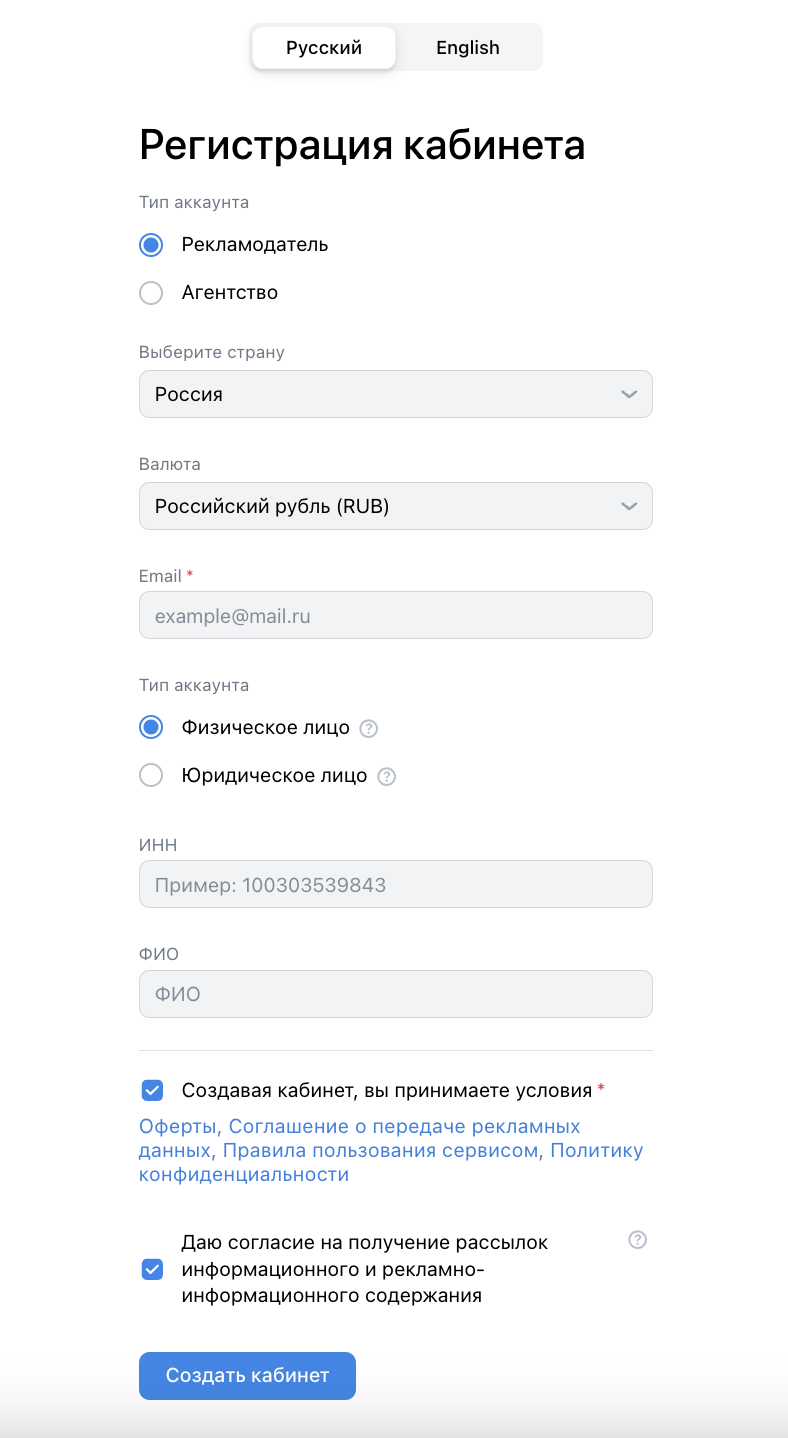 Русский
English
Регистрация кабинета
Тип аккаунта
Рекламодатель
Агентство
Выберите страну
Россия
Валюта
Российский рубль (RUB)
Email *
example@mail.ru
Тип аккаунта
Физическое лицо ?
Юридическое лицо ?
ИНН
Пример: 100303539843
ФИО
ФИО
Создавая кабинет, вы принимаете условия *
Оферты, Соглашение о передаче рекламных
данных, Правила пользования сервисом, Политику
конфиденциальности
Даю согласие на получение рассылок ?
информационного и рекламно-
информационного содержания
Создать кабинет